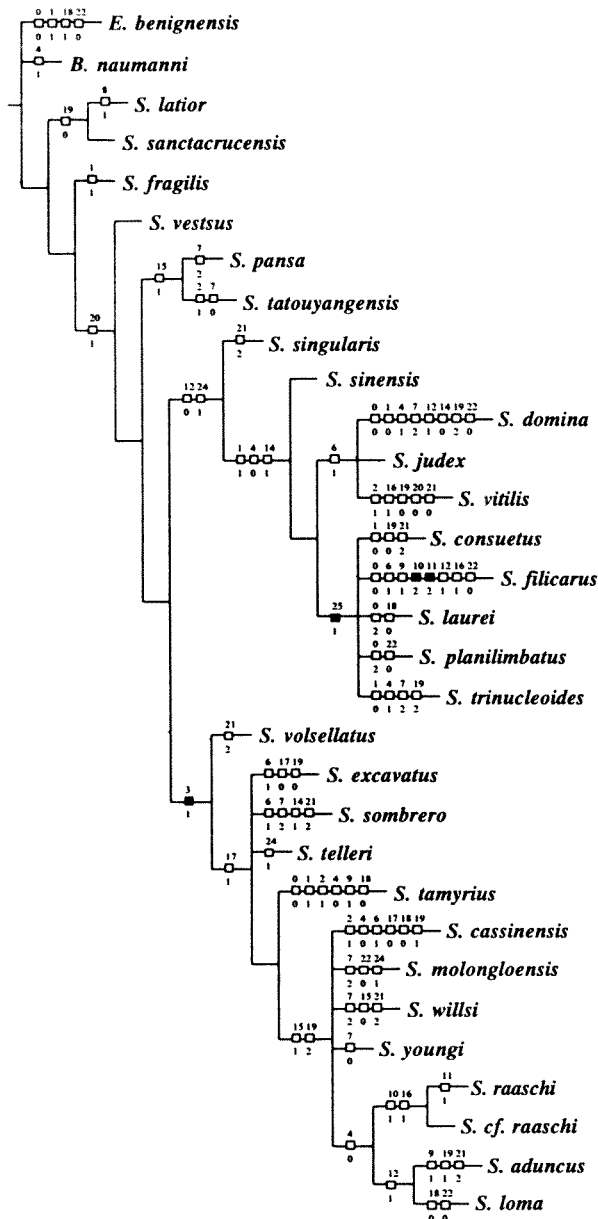 0 1 18 22
E. benignensis
0 1 1 0
4
B. naumanni
1
8
S. latior
19
1
0
S. sanctacrucensis
1
S. fragilis
1
S. vestsus
7
S. pansa
15
2
1
2 7
S. tatouyangensis
1 0
20
1
21
S. singularis
2
S. sinensis
12 24
0 1
0 1 4 7 12 14 19 22
S. domina
0 0 1 2 1 0 2 0
1 4 14
6
S. judex
1 0 1
1
2 16 19 20 21
S. vitilis
1 1 0 0 0
1 19 21
S. consuetus
0 0 2
0 6 9 10 11 12 16 22
S. filicarus
0 1 1 2 2 1 1 0
25
0 18
S. laurei
1
2 0
0 22
S. planilimbatus
2 0
1 4 7 19
S. trinucleoides
0 1 2 2
21
S. volsellatus
2
6 17 19
S. excavatus
1 0 0
3
1
6 7 14 21
S. sombrero
1 2 1 2
24
S. telleri
17
1
1
0 1 2 4 9 18
S. tamyrius
0 1 1 0 1 0
2 4 6 17 18 19
S. cassinensis
1 0 1 0 0 1
7 22 24
S. molongloensis
2 0 1
7 15 21
S. willsi
2 0 2
15 19
7
S. youngi
1 2
0
11
S. raaschi
10 16
1
1 1
S. cf. raaschi
4
0
9 19 21
S. aduncus
12
1 1 2
1
18 22
S. loma
0 0